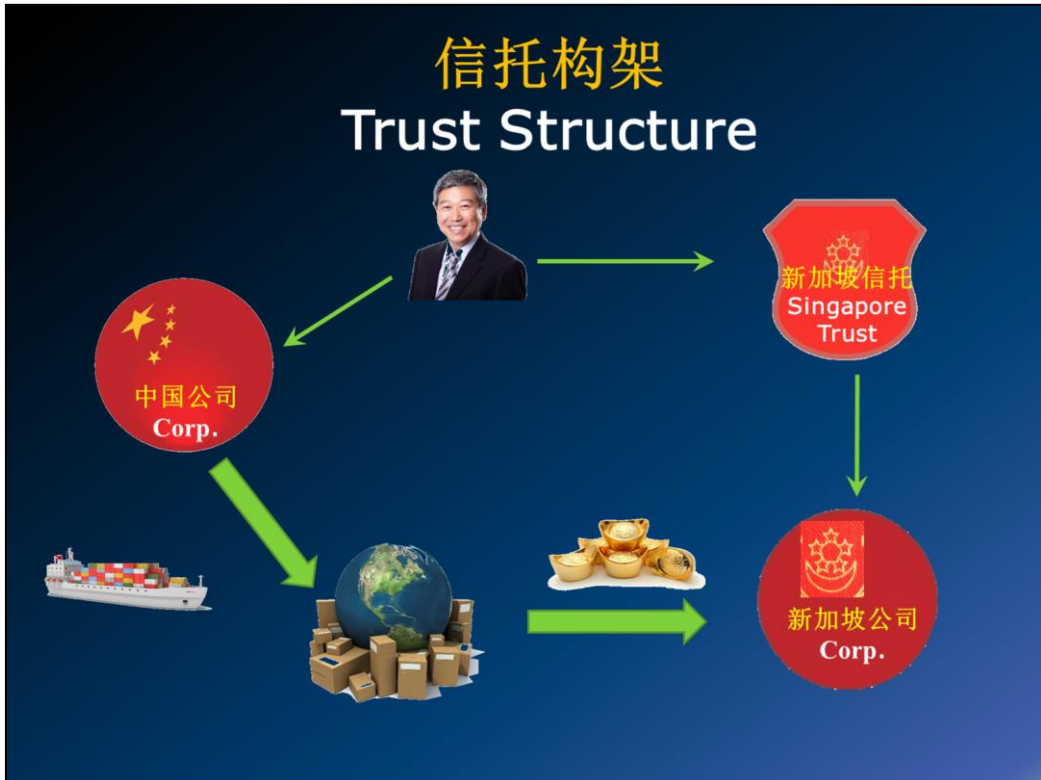 信托构架
Trust Structure
新加坡信托
Singapore
Trust
中国公司
Corp.
新加坡公司
Corp.